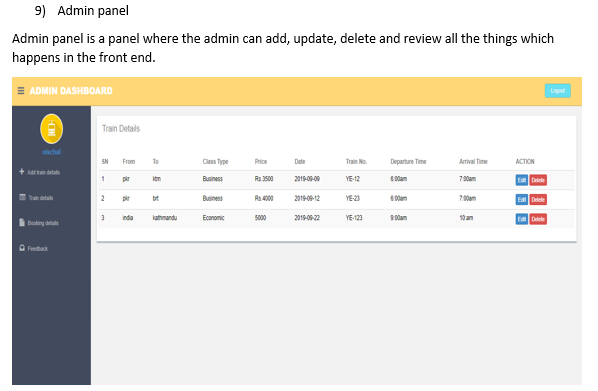 9) Admin panel
Admin panel is a panel where the admin can add, update, delete and review all the things which
happens in the front end.
ADMIN DASHBOARD Logout
Train Details
SN From To Class Type Price Date Train No. Departure Time Arrival Time ACTION
Add train details
1 pkr ktm Business Rs.3500 2019-09-09 YE-12 Edit Delete
Train details
2 pkr brt Business Rs.4000 2019-09-12 YE-23 6:00am 7:00am Edit Delete
3 india kathmandu Economic 5000 2019-09-22 YE-123 9:00am 10 am Edit Delete
Booking details
Feedback